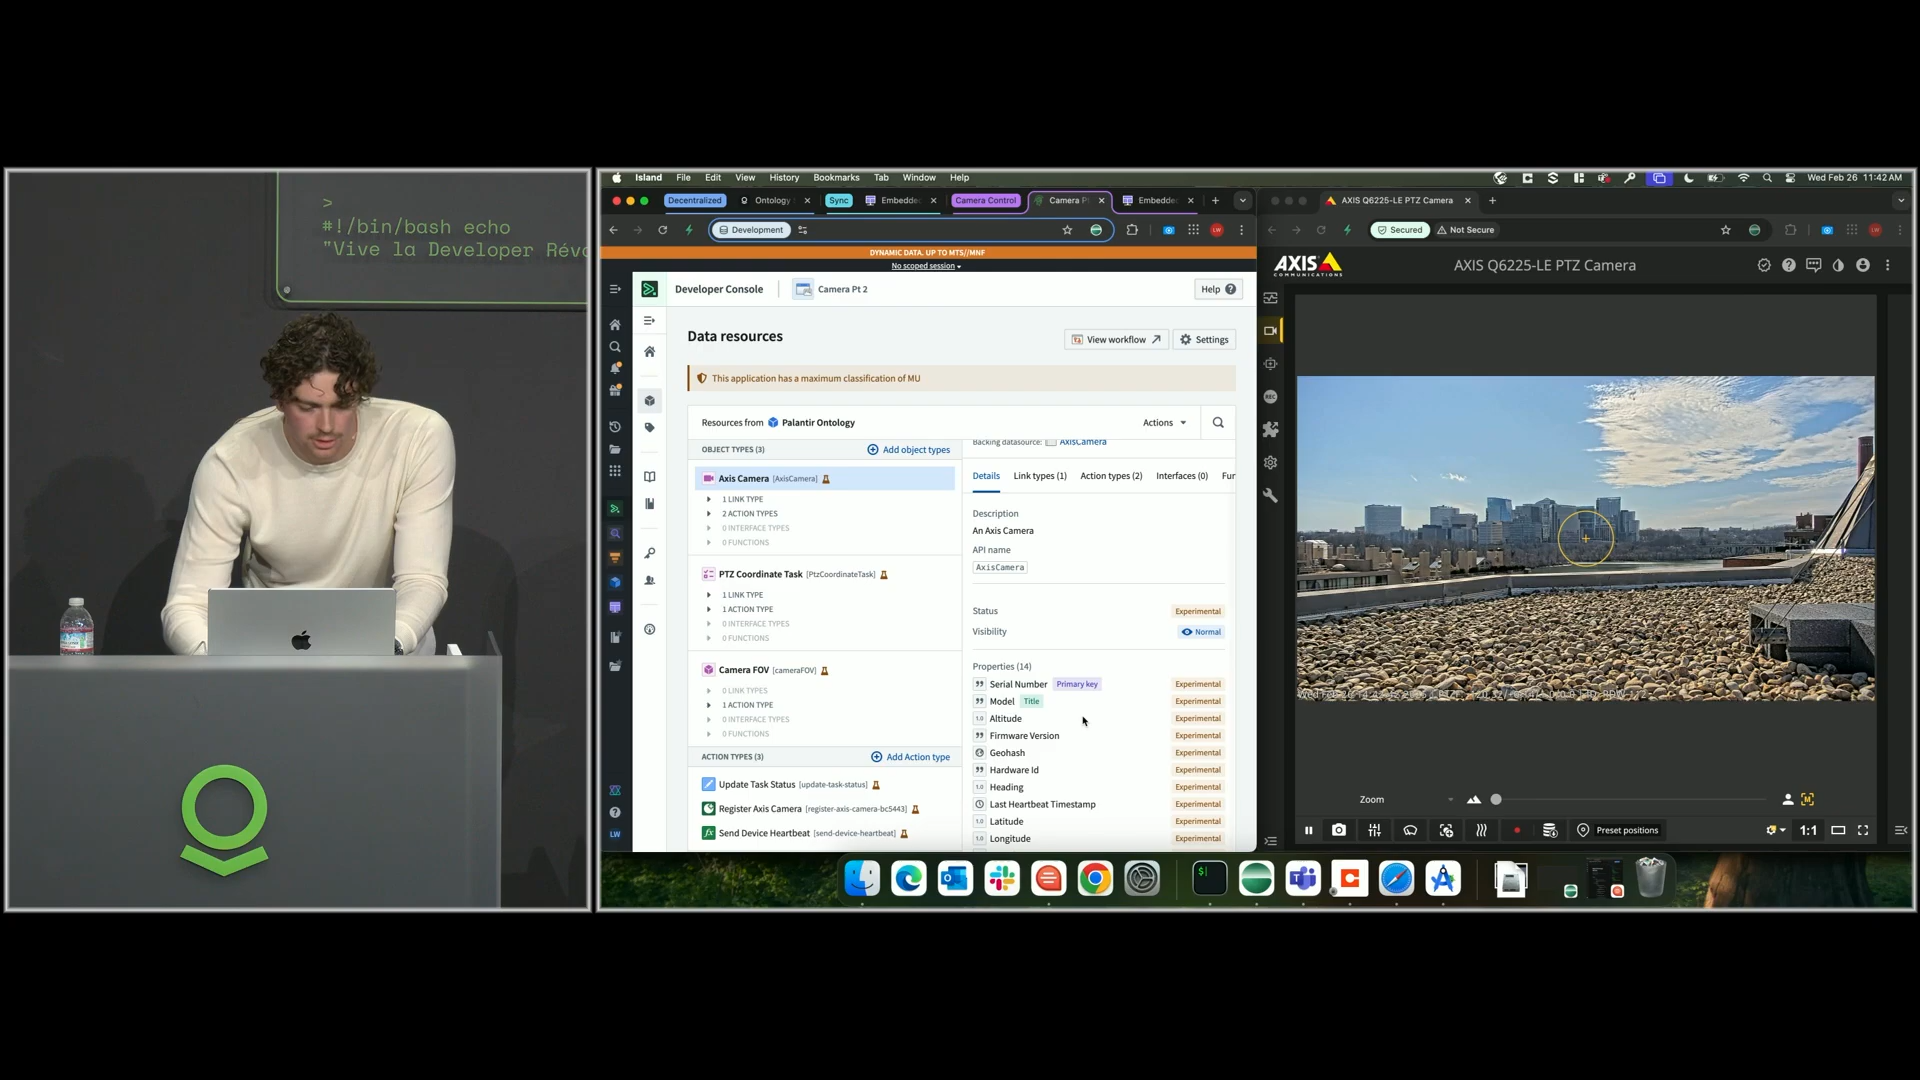 >
#!/bin/bash echo
"Vive la Developer Révo
Island File Edit View History Bookmarks Tab Window Help
Wed Feb 26 11:42 AM
Decentralized
Ontology
Sync
Embedde
Camera Control
Camera P
Embedde
Development
DYNAMIC DATA. UP TO MTS//MNF
No scoped session
Developer Console
Camera Pt 2
Help
Data resources
View workflow
Settings
This application has a maximum classification of MU
Resources from Palantir Ontology
Actions
OBJECT TYPES (3)
Add object types
Axis Camera [AxisCamera]
1 LINK TYPE
2 ACTION TYPES
0 INTERFACE TYPES
0 FUNCTIONS
PTZ Coordinate Task [PtzCoordinateTask]
1 LINK TYPE
1 ACTION TYPE
0 INTERFACE TYPES
0 FUNCTIONS
Camera FOV [cameraFOV]
0 LINK TYPES
1 ACTION TYPE
0 INTERFACE TYPES
0 FUNCTIONS
ACTION TYPES (3)
Add Action type
Update Task Status [update-task-status]
Register Axis Camera [register-axis-camera-bc5443]
Send Device Heartbeat [send-device-heartbeat]
Backing datasource: AxisCamera
Details Link types (1) Action types (2) Interfaces (0) Fur
Description
An Axis Camera
API name
AxisCamera
Status Experimental
Visibility Normal
Properties (14)
Serial Number Primary key Experimental
Model Title Experimental
Altitude Experimental
Firmware Version Experimental
Geohash Experimental
Hardware Id Experimental
Heading Experimental
Last Heartbeat Timestamp Experimental
Latitude Experimental
Longitude Experimental
AXIS Q6225-LE PTZ Camera
Secured
Not Secure
AXIS
COMMUNICATIONS
AXIS Q6225-LE PTZ Camera
REC
Zoom
Preset positions
1:1
LW